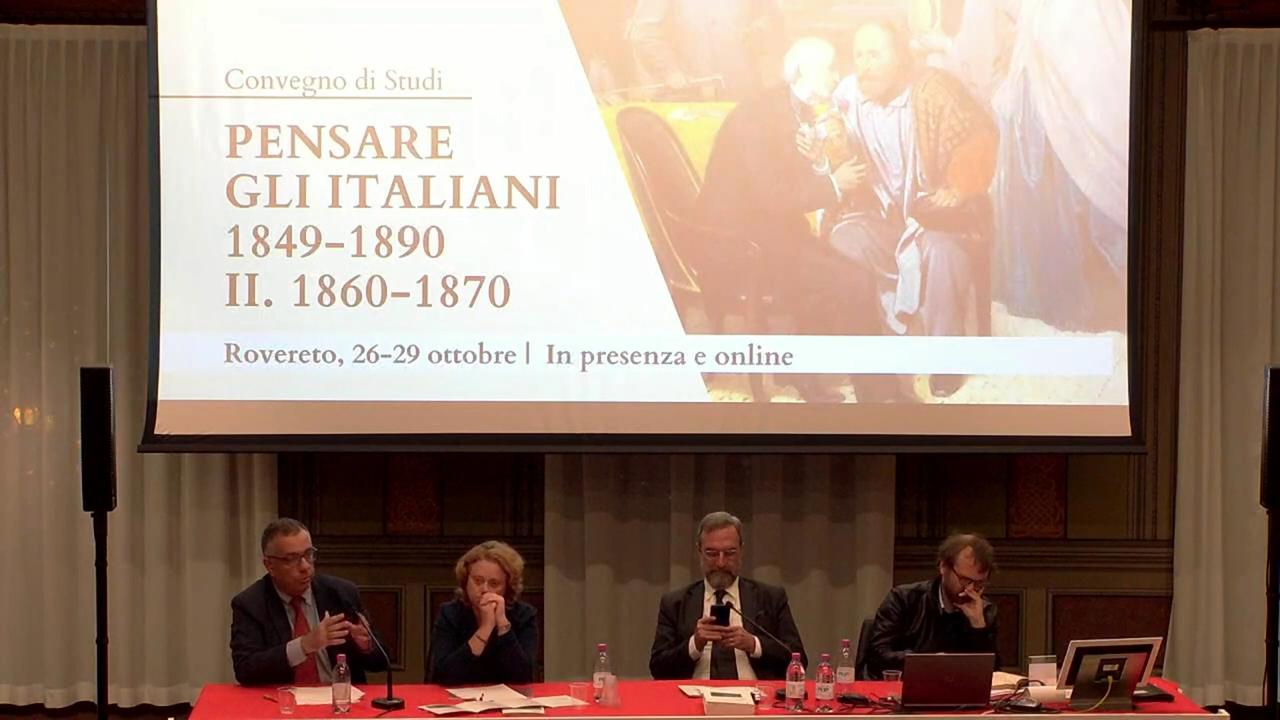 Convegno di Studi
PENSARE
GLI ITALIANI
1849–1890
II. 1860–1870
Rovereto, 26-29 ottobre | In presenza e online